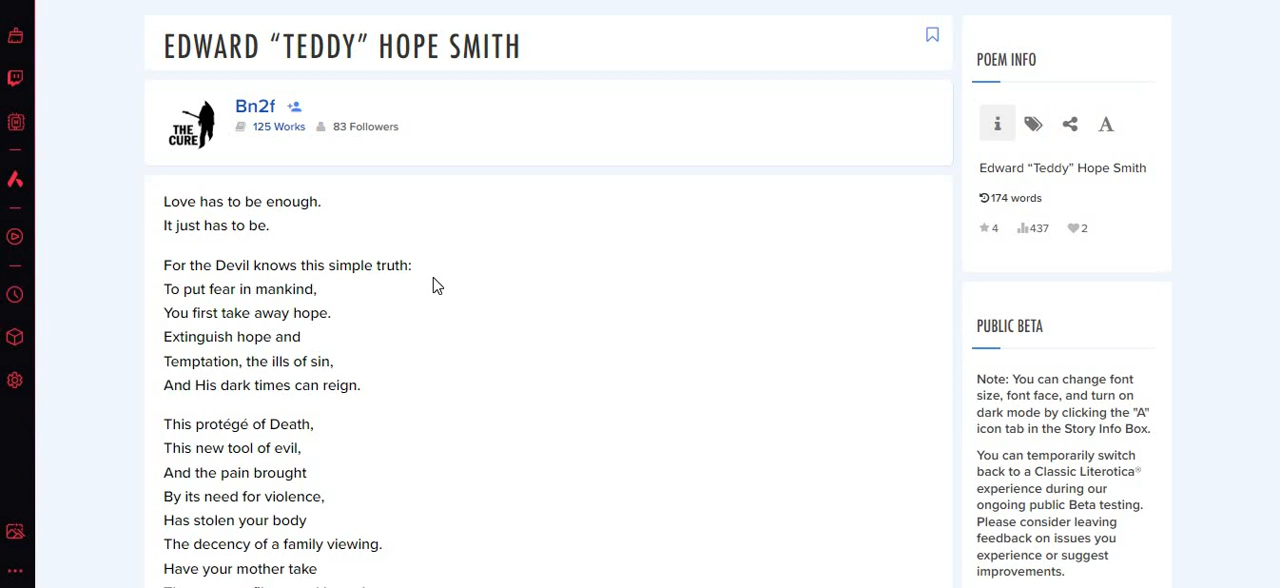 EDWARD “TEDDY” HOPE SMITH
THE CURE
Bn2f
125 Works 83 Followers
Love has to be enough.
It just has to be.
For the Devil knows this simple truth:
To put fear in mankind,
You first take away hope.
Extinguish hope and
Temptation, the ills of sin,
And His dark times can reign.
This protégé of Death,
This new tool of evil,
And the pain brought
By its need for violence,
Has stolen your body
The decency of a family viewing.
Have your mother take
POEM INFO
Edward “Teddy” Hope Smith
174 words
4 437 2
PUBLIC BETA
Note: You can change font
size, font face, and turn on
dark mode by clicking the "A"
icon tab in the Story Info Box.
You can temporarily switch
back to a Classic Literotica®
experience during our
ongoing public Beta testing.
Please consider leaving
feedback on issues you
experience or suggest
improvements.